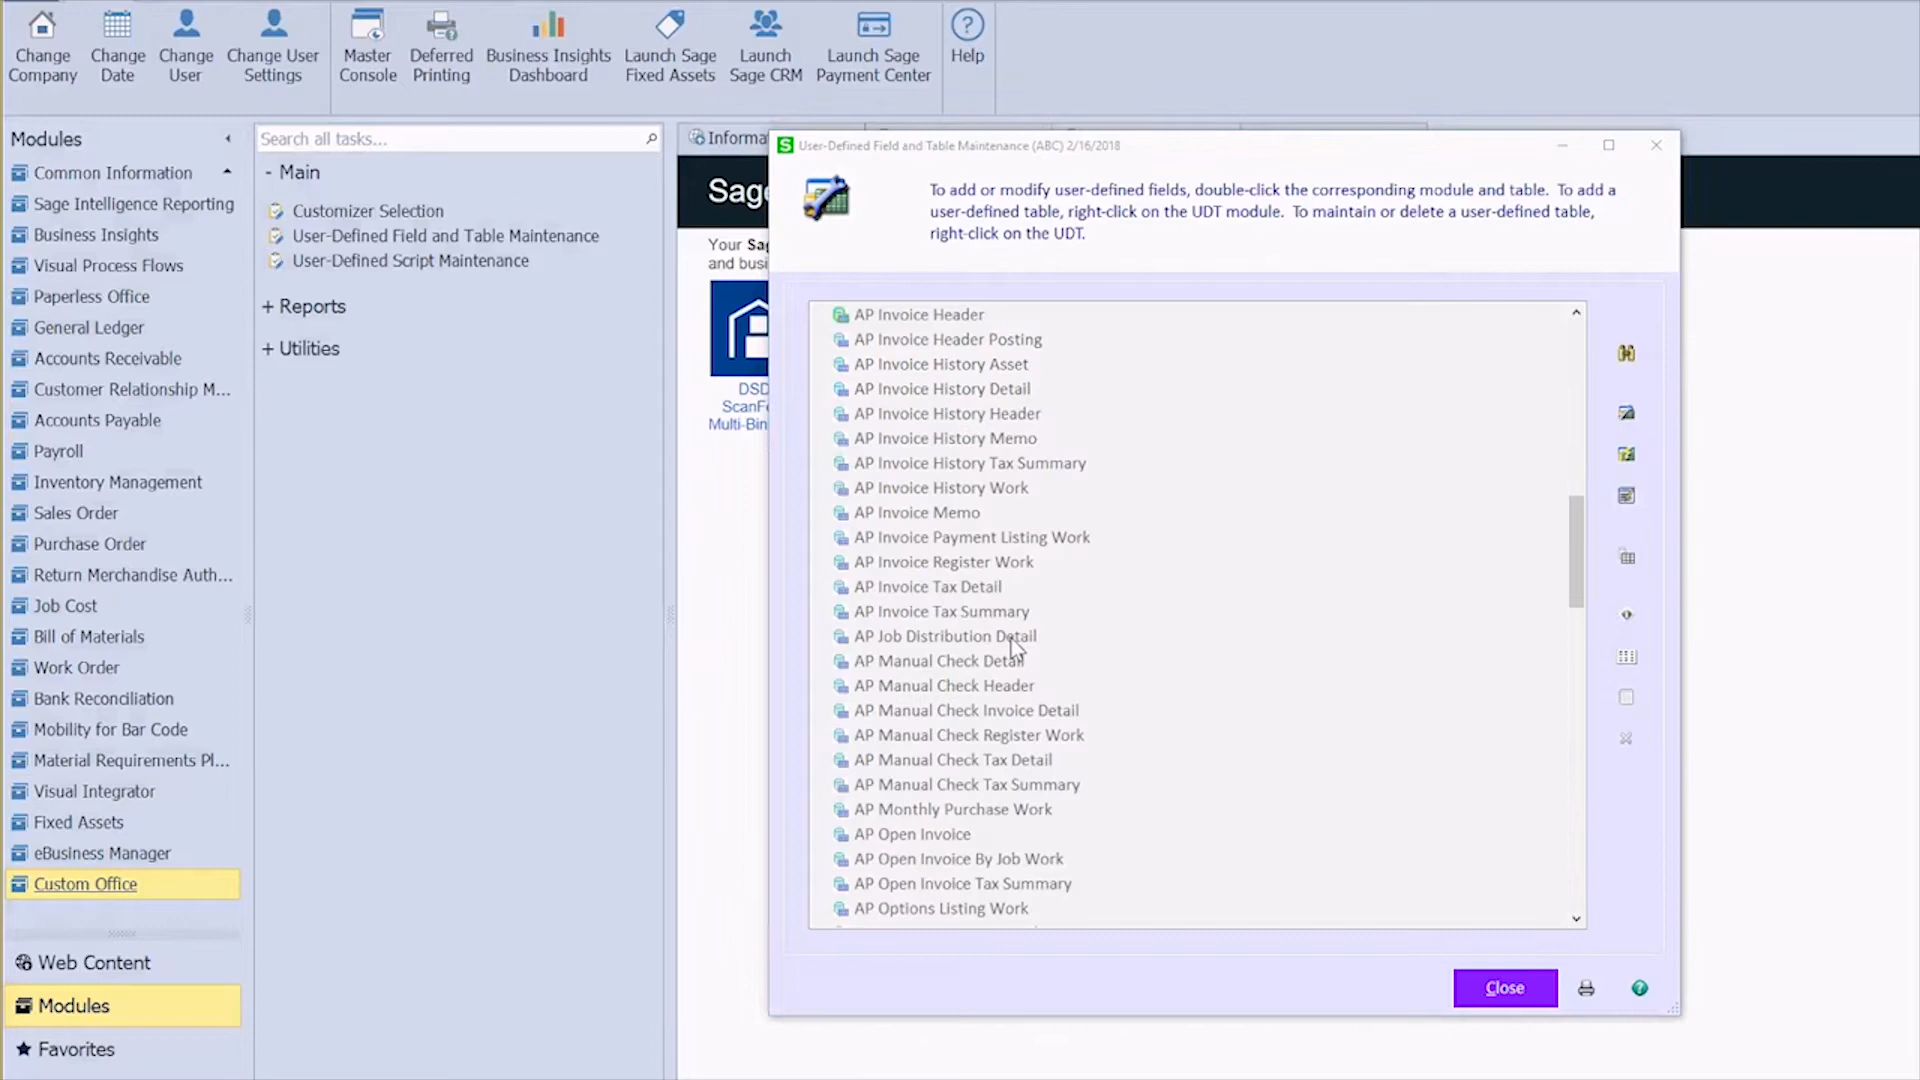 Change Company
Change Date
Change User
Change User Settings
Master Console
Deferred Printing
Business Insights Dashboard
Launch Sage Fixed Assets
Launch Sage CRM
Launch Sage Payment Center
Help
Modules
Common Information
Sage Intelligence Reporting
Business Insights
Visual Process Flows
Paperless Office
General Ledger
Accounts Receivable
Customer Relationship M...
Accounts Payable
Payroll
Inventory Management
Sales Order
Purchase Order
Return Merchandise Auth...
Job Cost
Bill of Materials
Work Order
Bank Reconciliation
Mobility for Bar Code
Material Requirements Pl...
Visual Integrator
Fixed Assets
eBusiness Manager
Custom Office
Web Content
Modules
Favorites
Search all tasks...
- Main
Customizer Selection
User-Defined Field and Table Maintenance
User-Defined Script Maintenance
+ Reports
+ Utilities
Informa
Sag
Your Sa
and busi
DSD
ScanF
Multi-Bin
S User-Defined Field and Table Maintenance (ABC) 2/16/2018
To add or modify user-defined fields, double-click the corresponding module and table. To add a
user-defined table, right-click on the UDT module. To maintain or delete a user-defined table,
right-click on the UDT.
AP Invoice Header
AP Invoice Header Posting
AP Invoice History Asset
AP Invoice History Detail
AP Invoice History Header
AP Invoice History Memo
AP Invoice History Tax Summary
AP Invoice History Work
AP Invoice Memo
AP Invoice Payment Listing Work
AP Invoice Register Work
AP Invoice Tax Detail
AP Invoice Tax Summary
AP Job Distribution Detail
AP Manual Check Detail
AP Manual Check Header
AP Manual Check Invoice Detail
AP Manual Check Register Work
AP Manual Check Tax Detail
AP Manual Check Tax Summary
AP Monthly Purchase Work
AP Open Invoice
AP Open Invoice By Job Work
AP Open Invoice Tax Summary
AP Options Listing Work
Close